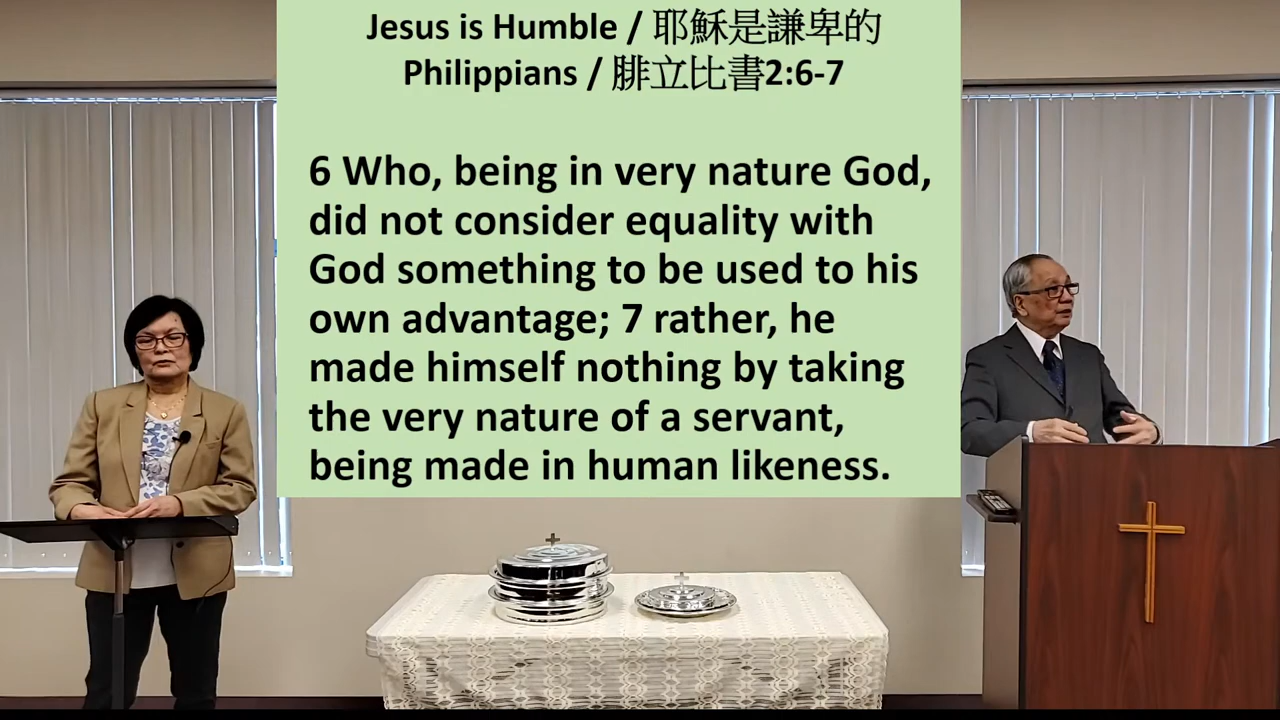 Jesus is Humble / 耶穌是謙卑的
Philippians / 腓立比書2:6-7
6 Who, being in very nature God,
did not consider equality with
God something to be used to his
own advantage; 7 rather, he
made himself nothing by taking
the very nature of a servant,
being made in human likeness.